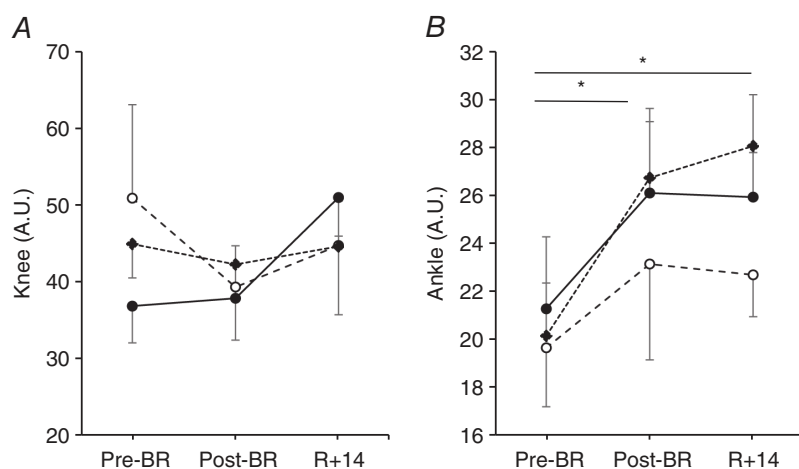 A
70
60
50
40
30
20
Knee (A.U.)
Pre-BR Post-BR R+14
B
32
30
28
26
24
22
20
18
16
Ankle (A.U.)
*
*
Pre-BR Post-BR R+14